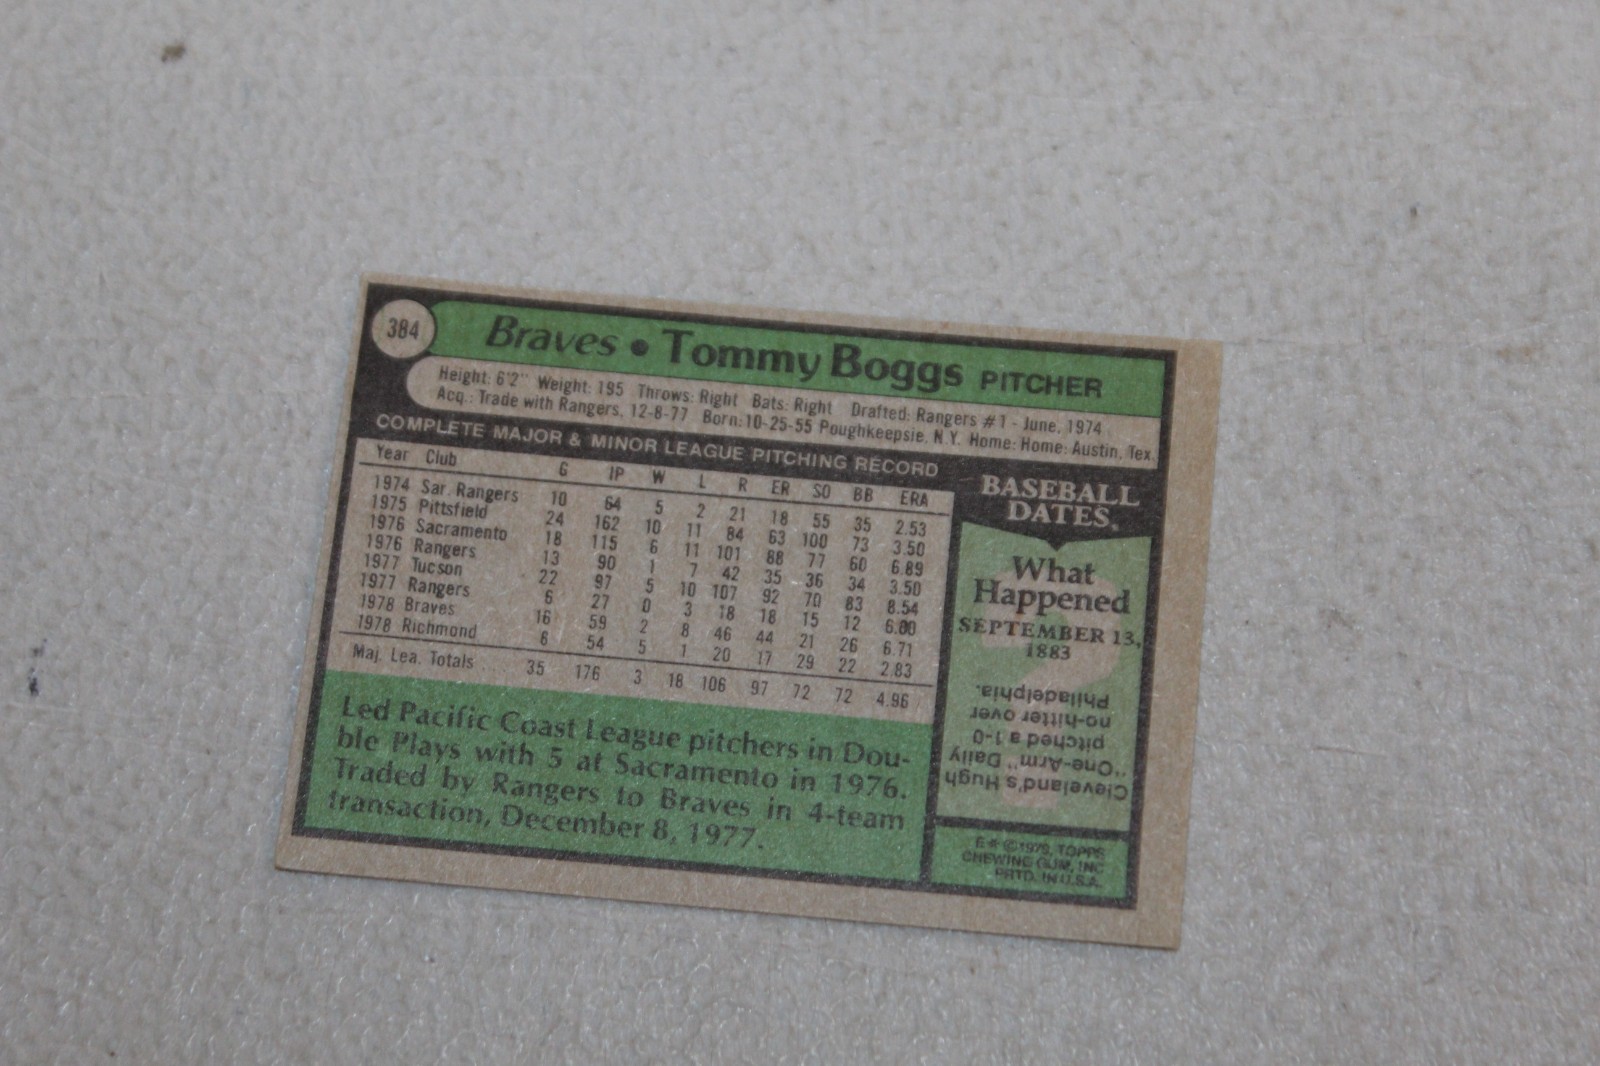 384
Braves • Tommy Boggs PITCHER
Height: 6'2" Weight: 195 Throws: Right Bats: Right Drafted: Rangers #1 - June, 1974
Acq.: Trade with Rangers, 12-8-77 Born: 10-25-55 Poughkeepsie, N.Y. Home: Home: Austin, Tex.
COMPLETE MAJOR & MINOR LEAGUE PITCHING RECORD
Year Club G IP W L R ER SO BB ERA
1974 Sar. Rangers 10 64 5 2 21 18 55 35 2.53
1975 Pittsfield 24 162 10 11 84 63 100 73 3.50
1976 Sacramento 18 115 6 11 101 88 77 60 6.89
1976 Rangers 13 90 1 7 42 35 36 34 3.50
1977 Tucson 22 97 5 10 107 92 70 83 8.54
1977 Rangers 6 27 0 3 18 18 15 12 6.00
1978 Braves 16 59 2 8 46 44 21 26 6.71
1978 Richmond 6 54 5 1 20 17 29 22 2.83
Maj. Lea. Totals .... 35 176 3 18 106 97 72 72 4.96
Led Pacific Coast League pitchers in Dou-
ble Plays with 5 at Sacramento in 1976.
Traded by Rangers to Braves in 4-team
transaction, December 8, 1977.
BASEBALL
DATES.
What
Happened
SEPTEMBER 13,
1883
Cleveland's Hugh
"One-Arm" Daily
pitched a 1-0
no-hitter over
Philadelphia.
© 1979, TOPPS
CHEWING GUM, INC
PRTD. IN U.S.A.